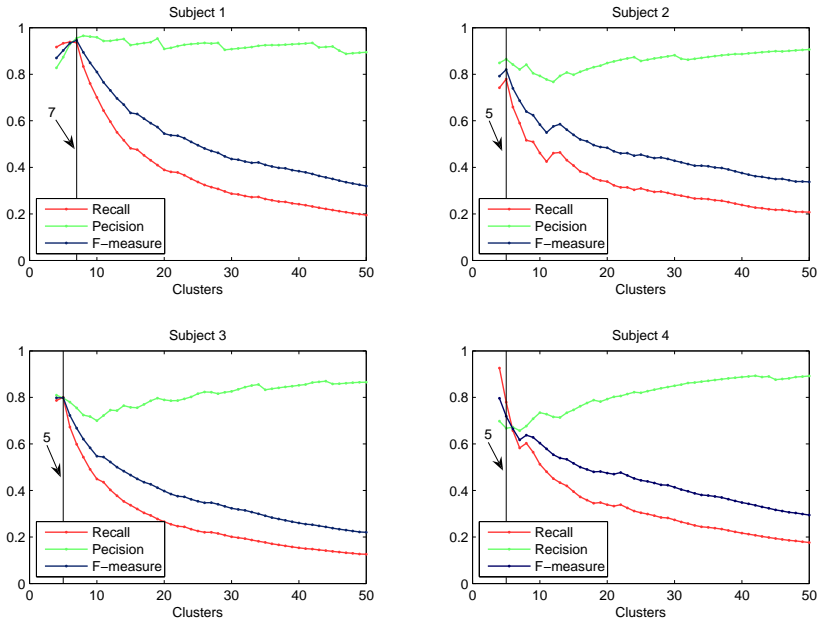 Subject 1
1
0.8
0.6
0.4
0.2
0
7
Recall
Pecision
F-measure
0 10 20 30 40 50
Clusters
Subject 2
1
0.8
0.6
0.4
0.2
0
5
Recall
Pecision
F-measure
0 10 20 30 40 50
Clusters
Subject 3
1
0.8
0.6
0.4
0.2
0
5
Recall
Pecision
F-measure
0 10 20 30 40 50
Clusters
Subject 4
1
0.8
0.6
0.4
0.2
0
5
Recall
Recision
F-measure
0 10 20 30 40 50
Clusters